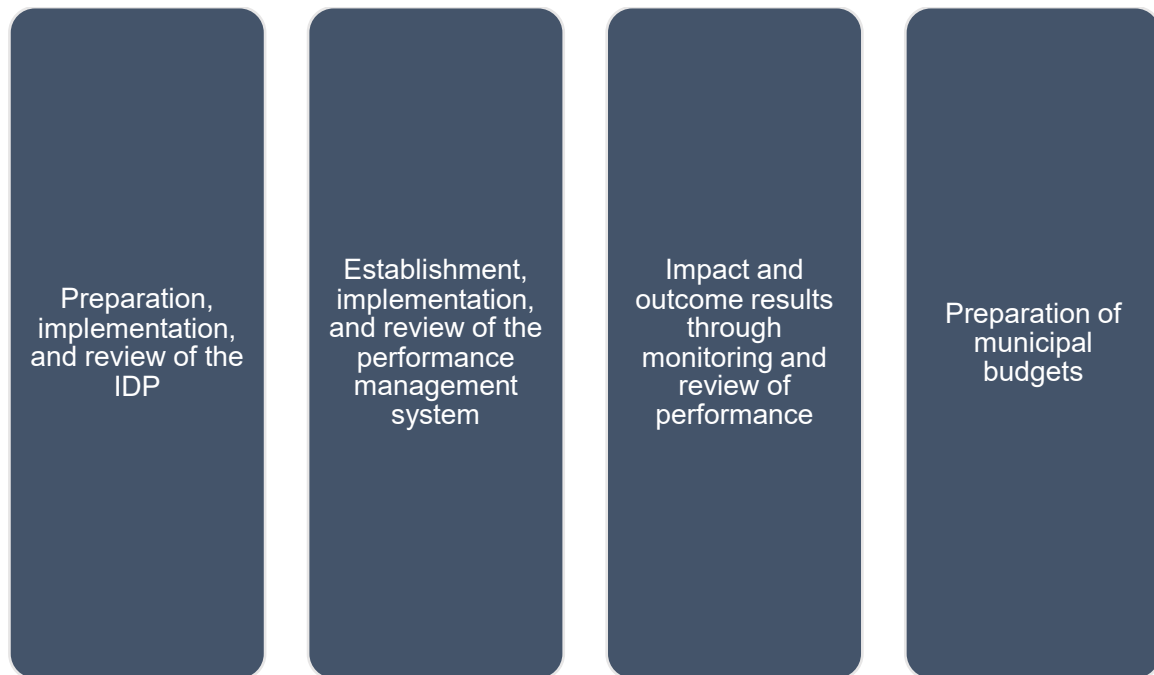 Preparation,
implementation,
and review of the
IDP
Establishment,
implementation,
and review of the
performance
management
system
Impact and
outcome results
through
monitoring and
review of
performance
Preparation of
municipal
budgets